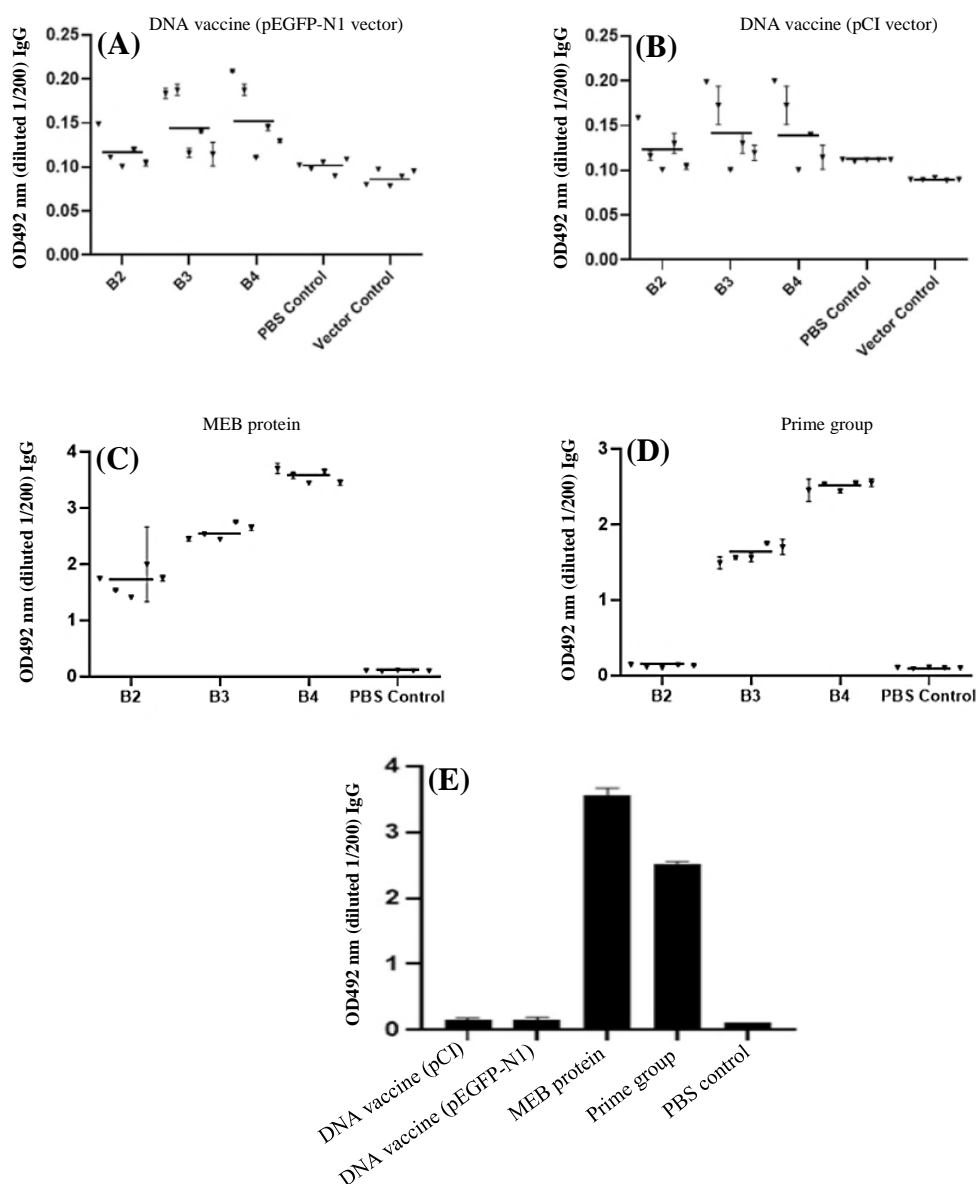 DNA vaccine (pEGFP-N1 vector)
(A)
OD492 nm (diluted 1/200) IgG
0.25
0.20
0.15
0.10
0.05
0.00
B2
B3
B4
PBS Control
Vector Control
DNA vaccine (pCI vector)
(B)
OD492 nm (diluted 1/200) IgG
0.25
0.20
0.15
0.10
0.05
0.00
B2
B3
B4
PBS Control
Vector Control
MEB protein
(C)
OD492 nm (diluted 1/200) IgG
4
3
2
1
0
B2 B3 B4 PBS Control
Prime group
(D)
OD492 nm (diluted 1/200) IgG
3
2
1
0
B2 B3 B4 PBS Control
(E)
OD492 nm (diluted 1/200) IgG
4
3
2
1
0
DNA vaccine (pCI)
DNA vaccine (pEGFP-N1)
MEB protein
Prime group
PBS control